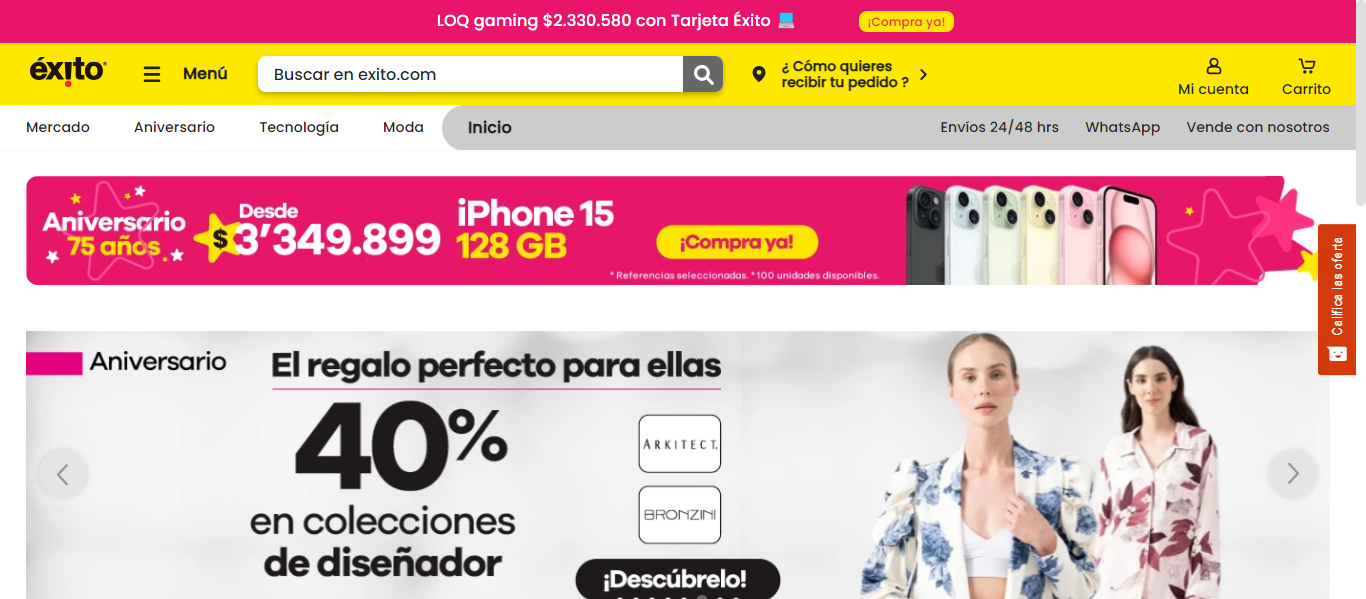 LOQ gaming $2.330.580 con Tarjeta Éxito
¡Compra ya!
éxito
Menú
Buscar en exito.com
¿ Cómo quieres
recibir tu pedido ?
Mi cuenta
Carrito
Mercado
Aniversario
Tecnología
Moda
Inicio
Envíos 24/48 hrs
WhatsApp
Vende con nosotros
Aniversario
75 años
Desde
$3'349.899
iPhone 15
128 GB
¡Compra ya!
* Referencias seleccionadas. *100 unidades disponibles.
Califica las oferta
Aniversario
El regalo perfecto para ellas
40%
en colecciones
de diseñador
ARKITECT.
BRONZINI
¡Descúbrelo!